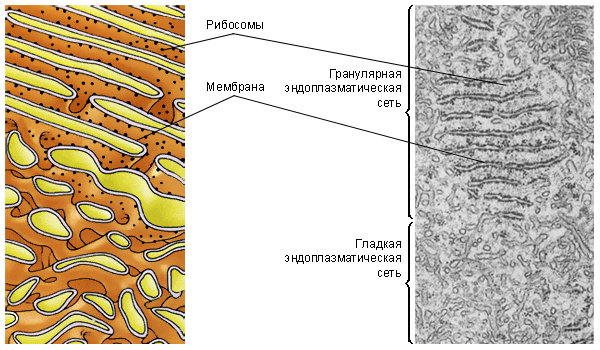 Рибосомы
Гранулярная
эндоплазматическая
сеть
Мембрана
Гладкая
эндоплазматическая
сеть